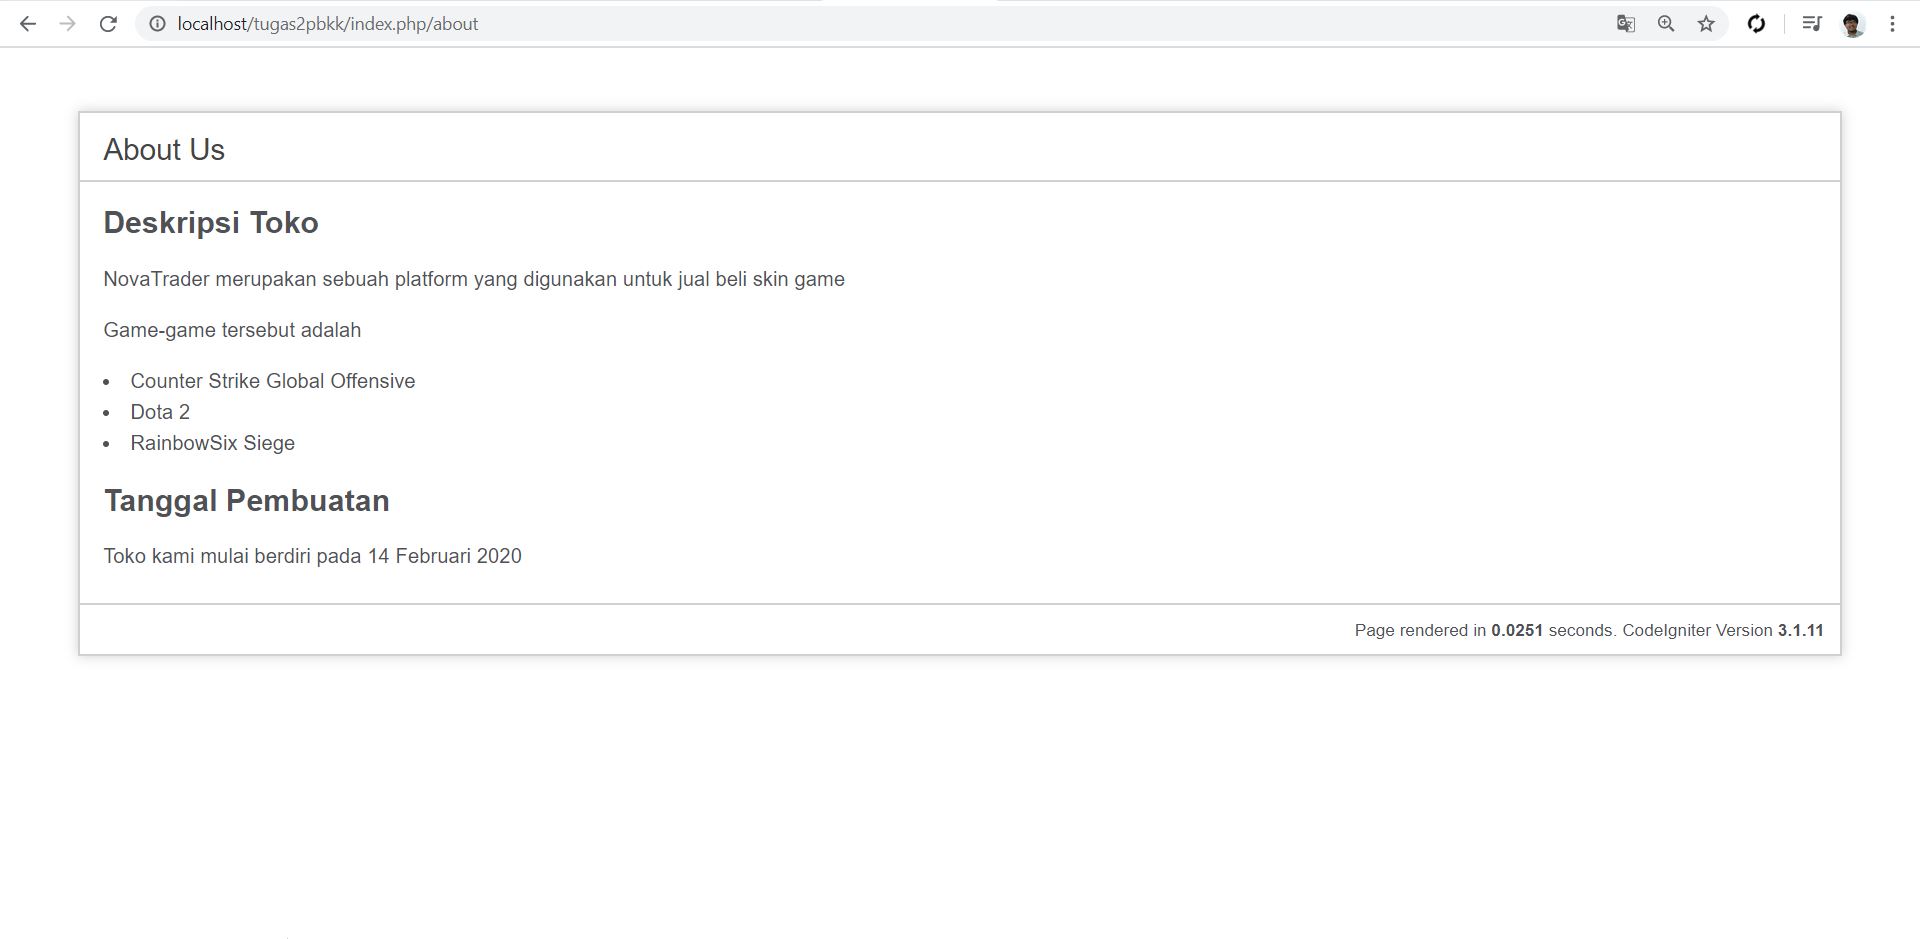 localhost/tugas2pbkk/index.php/about
About Us
Deskripsi Toko
NovaTrader merupakan sebuah platform yang digunakan untuk jual beli skin game
Game-game tersebut adalah
Counter Strike Global Offensive
Dota 2
RainbowSix Siege
Tanggal Pembuatan
Toko kami mulai berdiri pada 14 Februari 2020
Page rendered in 0.0251 seconds. CodeIgniter Version 3.1.11